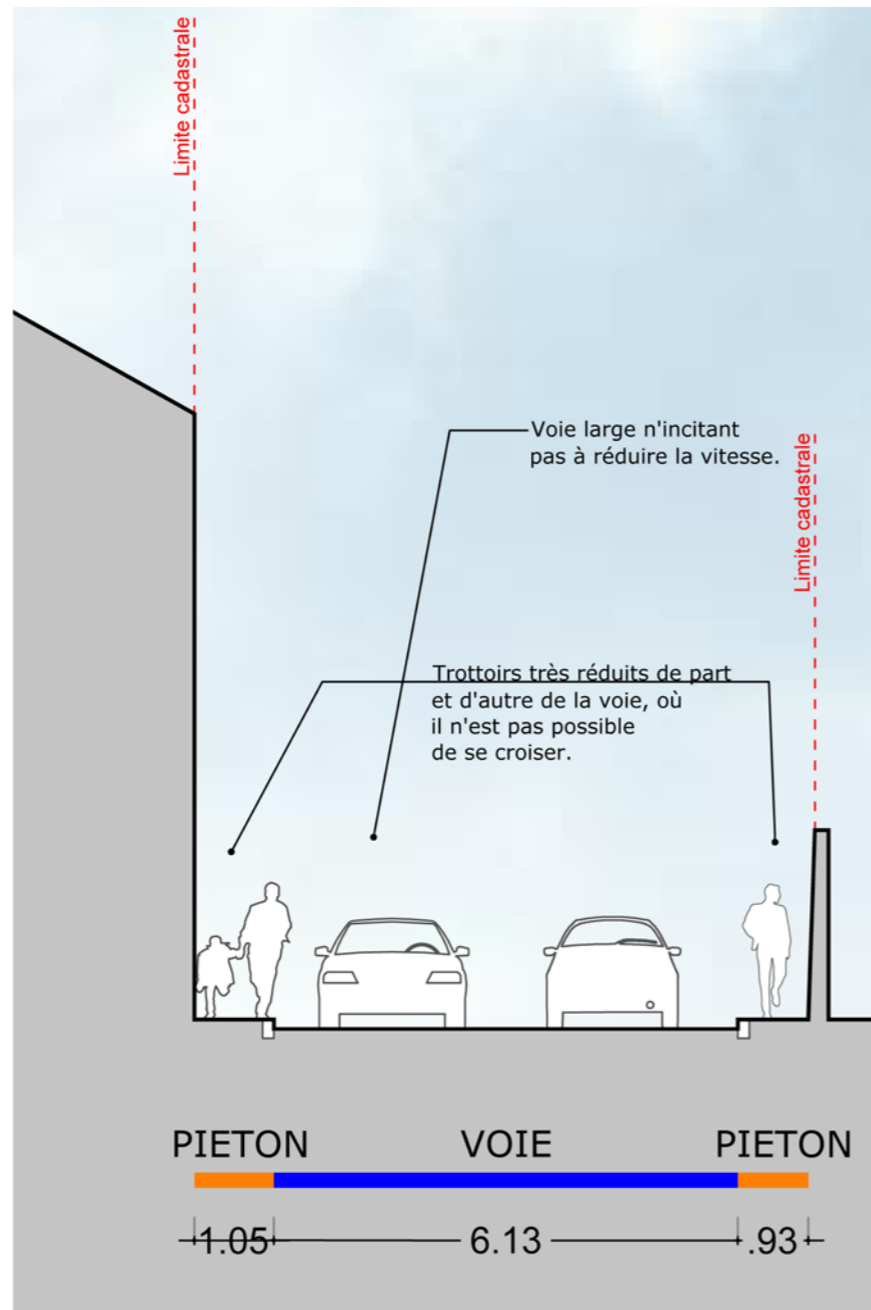 Limite cadastrale
Voie large n'incitant
pas à réduire la vitesse.
Limite cadastrale
Trottoirs très réduits de part
et d'autre de la voie, où
il n'est pas possible
de se croiser.
PIETON VOIE PIETON
1.05 6.13 .93